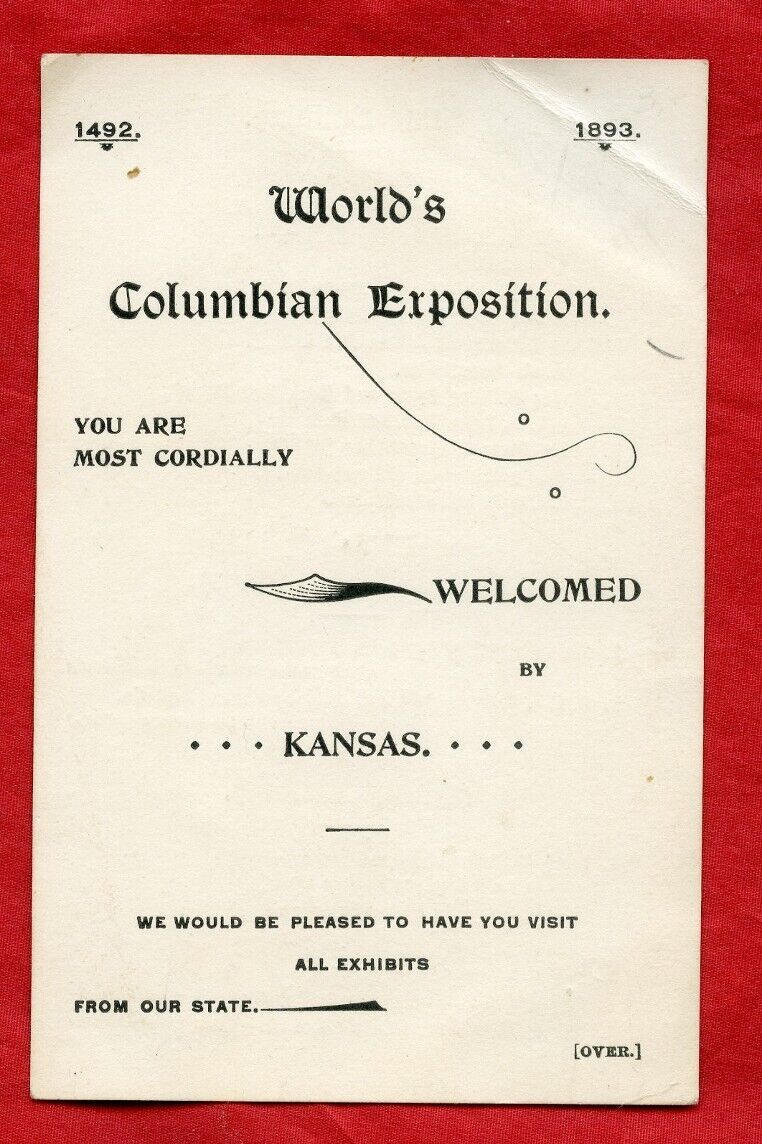 1492. 1893.
World's
Columbian Exposition.
YOU ARE
MOST CORDIALLY
WELCOMED
BY
. . . KANSAS. . . .
WE WOULD BE PLEASED TO HAVE YOU VISIT
ALL EXHIBITS
FROM OUR STATE.
[OVER.]